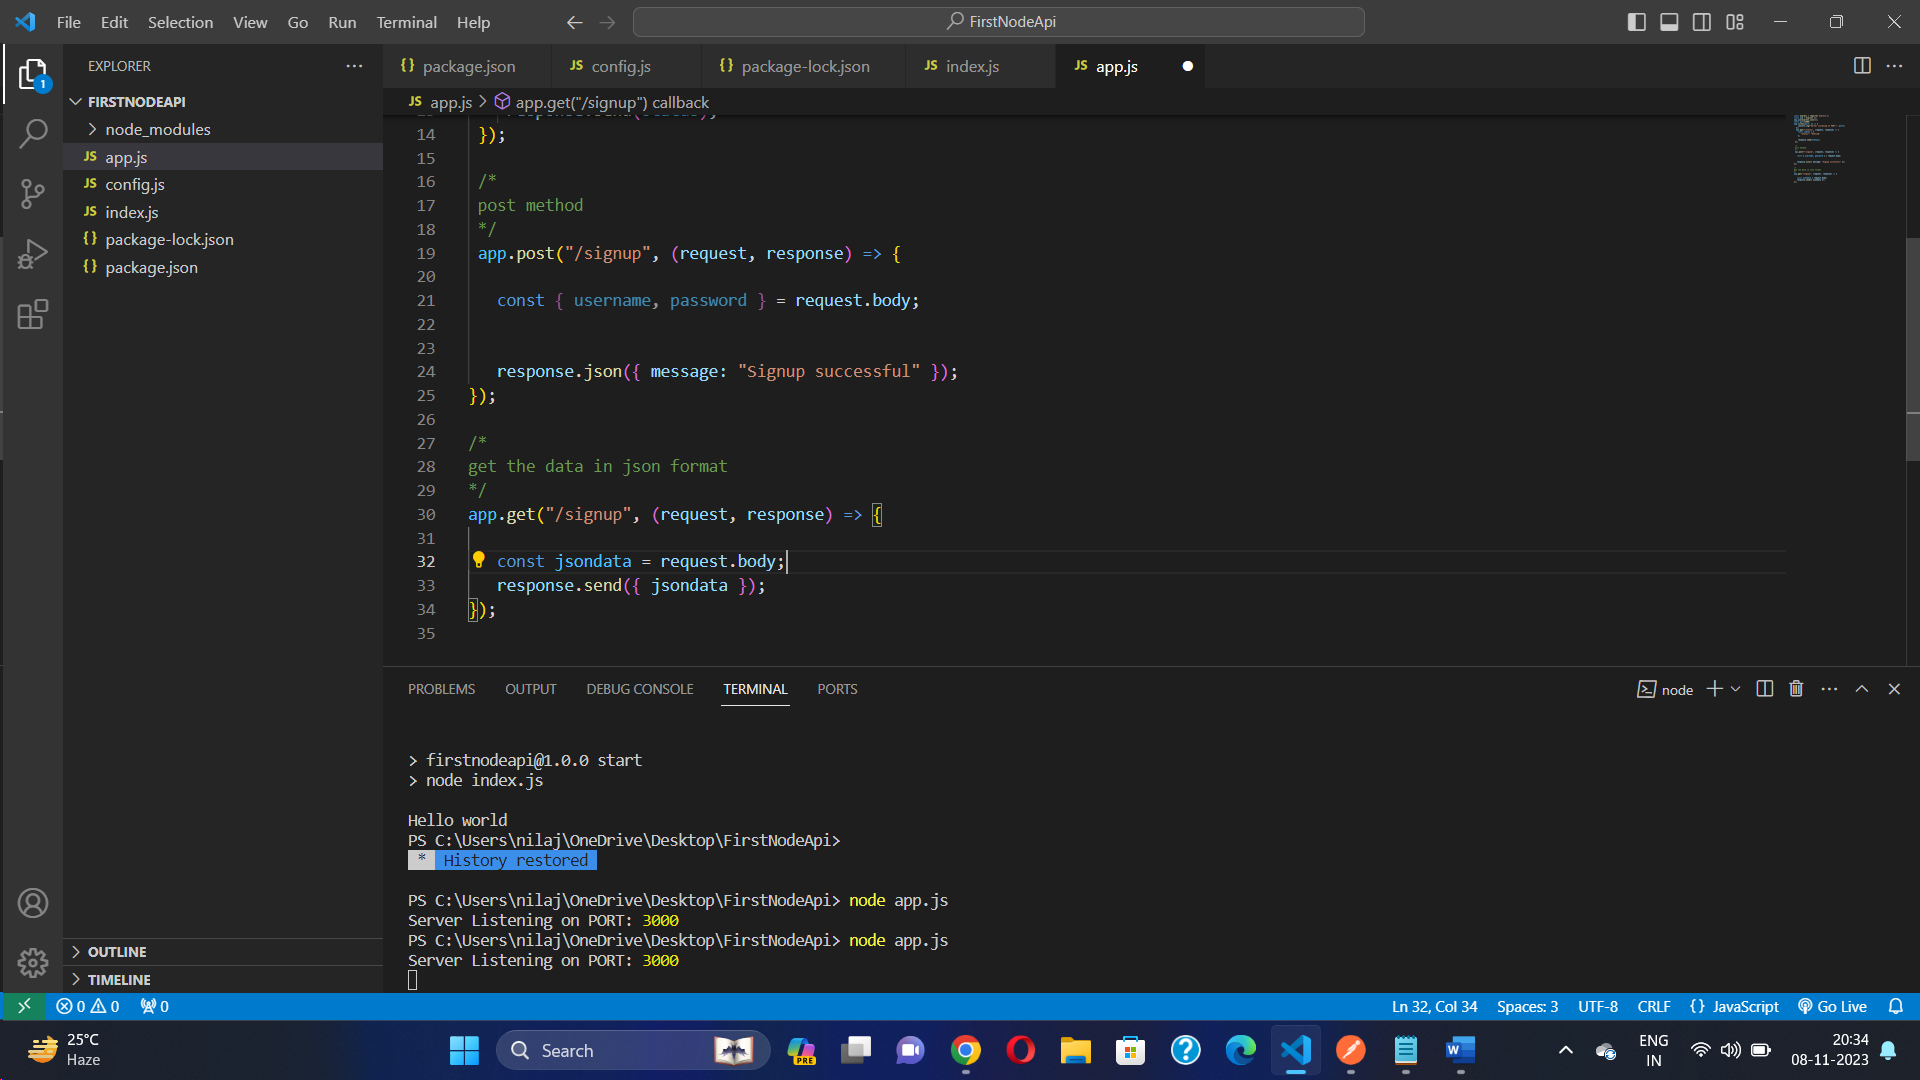 File Edit Selection View Go Run Terminal Help
FirstNodeApi
EXPLORER
package.json config.js package-lock.json index.js app.js
app.js > app.get("/signup") callback
FIRSTNODEAPI
node_modules
JS app.js
JS config.js
JS index.js
{} package-lock.json
{} package.json
14 });
15
16 /*
17 post method
18 */
19 app.post("/signup", (request, response) => {
20
21 const { username, password } = request.body;
22
23
24 response.json({ message: "Signup successful" });
25 });
26
27 /*
28 get the data in json format
29 */
30 app.get("/signup", (request, response) => {
31
32 const jsondata = request.body;
33 response.send({ jsondata });
34 });
35
PROBLEMS OUTPUT DEBUG CONSOLE TERMINAL PORTS
node
> firstnodeapi@1.0.0 start
> node index.js
Hello world
PS C:\Users\nilaj\OneDrive\Desktop\FirstNodeApi>
* History restored
PS C:\Users\nilaj\OneDrive\Desktop\FirstNodeApi> node app.js
Server Listening on PORT: 3000
PS C:\Users\nilaj\OneDrive\Desktop\FirstNodeApi> node app.js
Server Listening on PORT: 3000
OUTLINE
TIMELINE
0 0 0
Ln 32, Col 34 Spaces: 3 UTF-8 CRLF {} JavaScript Go Live
25°C
Haze
Search
PRE
ENG
IN
20:34
08-11-2023